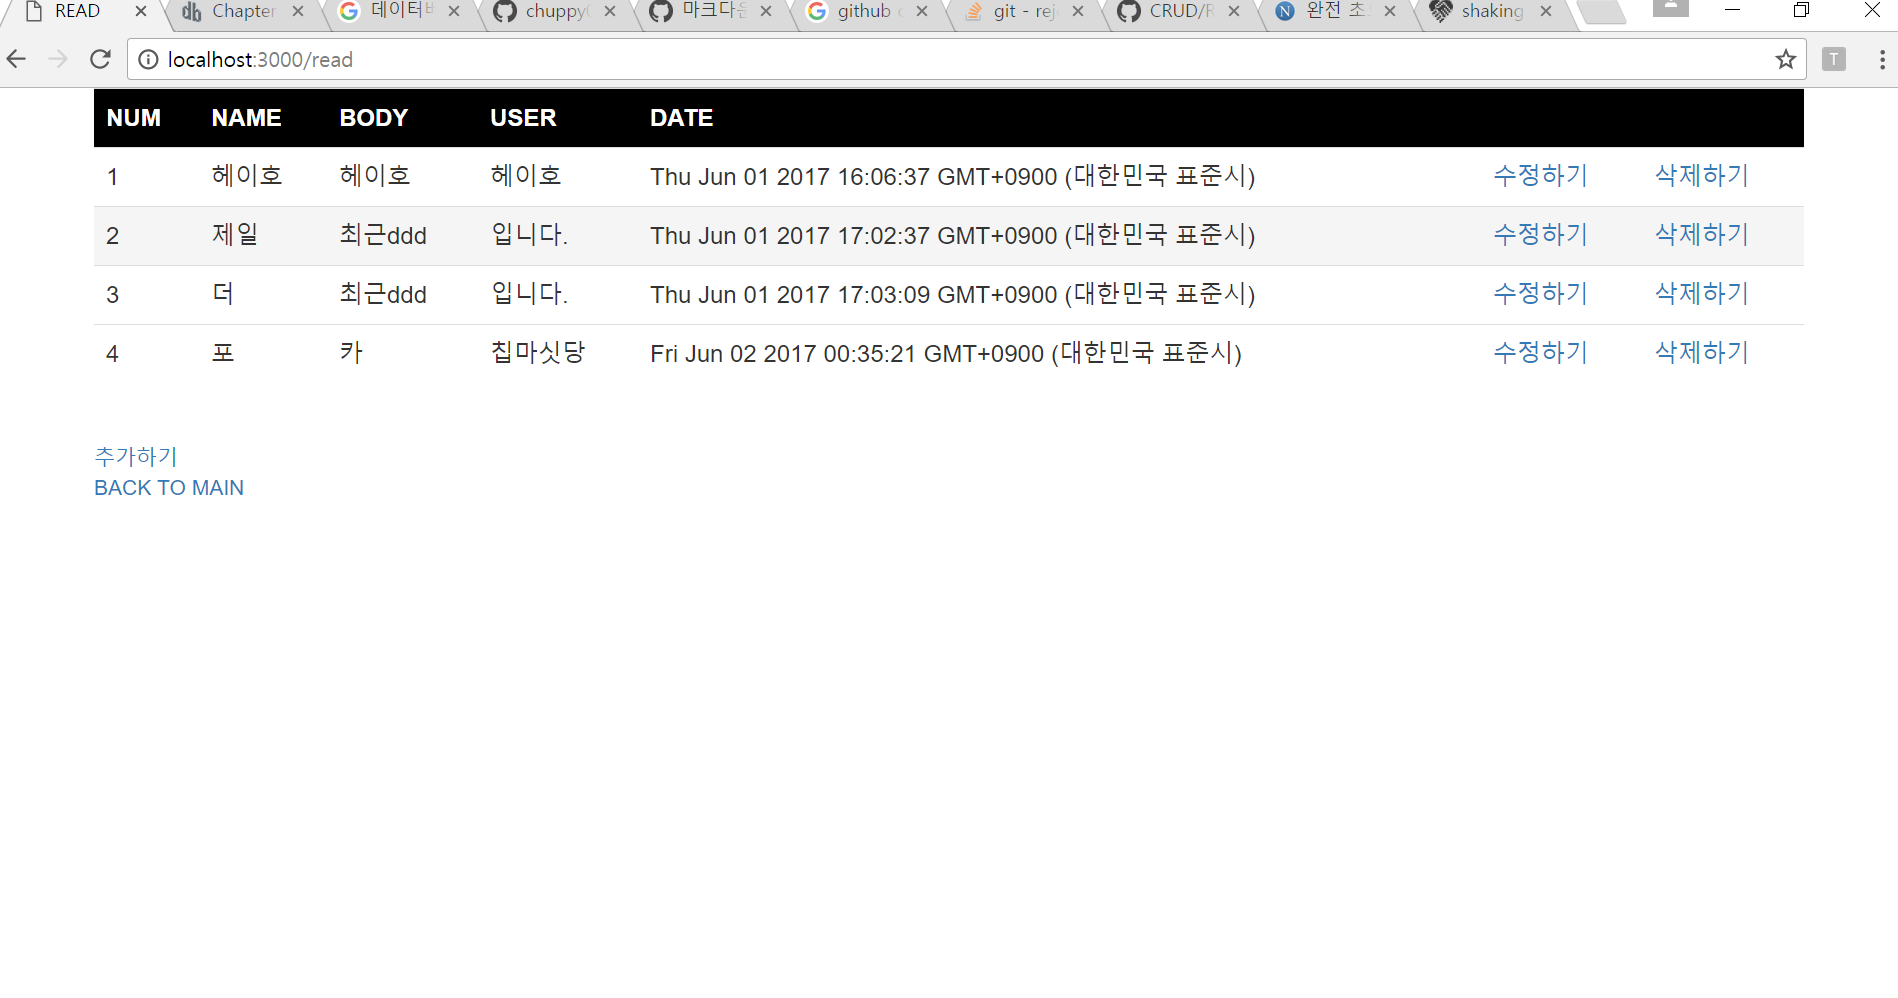 READ Chapter 데이터 chuppy 마크다운 github git - rej CRUD/R 완전 초 shaking
localhost:3000/read T
NUM NAME BODY USER DATE
1 헤이호 헤이호 헤이호 Thu Jun 01 2017 16:06:37 GMT+0900 (대한민국 표준시) 수정하기 삭제하기
2 제일 최근ddd 입니다. Thu Jun 01 2017 17:02:37 GMT+0900 (대한민국 표준시) 수정하기 삭제하기
3 더 최근ddd 입니다. Thu Jun 01 2017 17:03:09 GMT+0900 (대한민국 표준시) 수정하기 삭제하기
4 포 카 칩마싯당 Fri Jun 02 2017 00:35:21 GMT+0900 (대한민국 표준시) 수정하기 삭제하기
추가하기
BACK TO MAIN